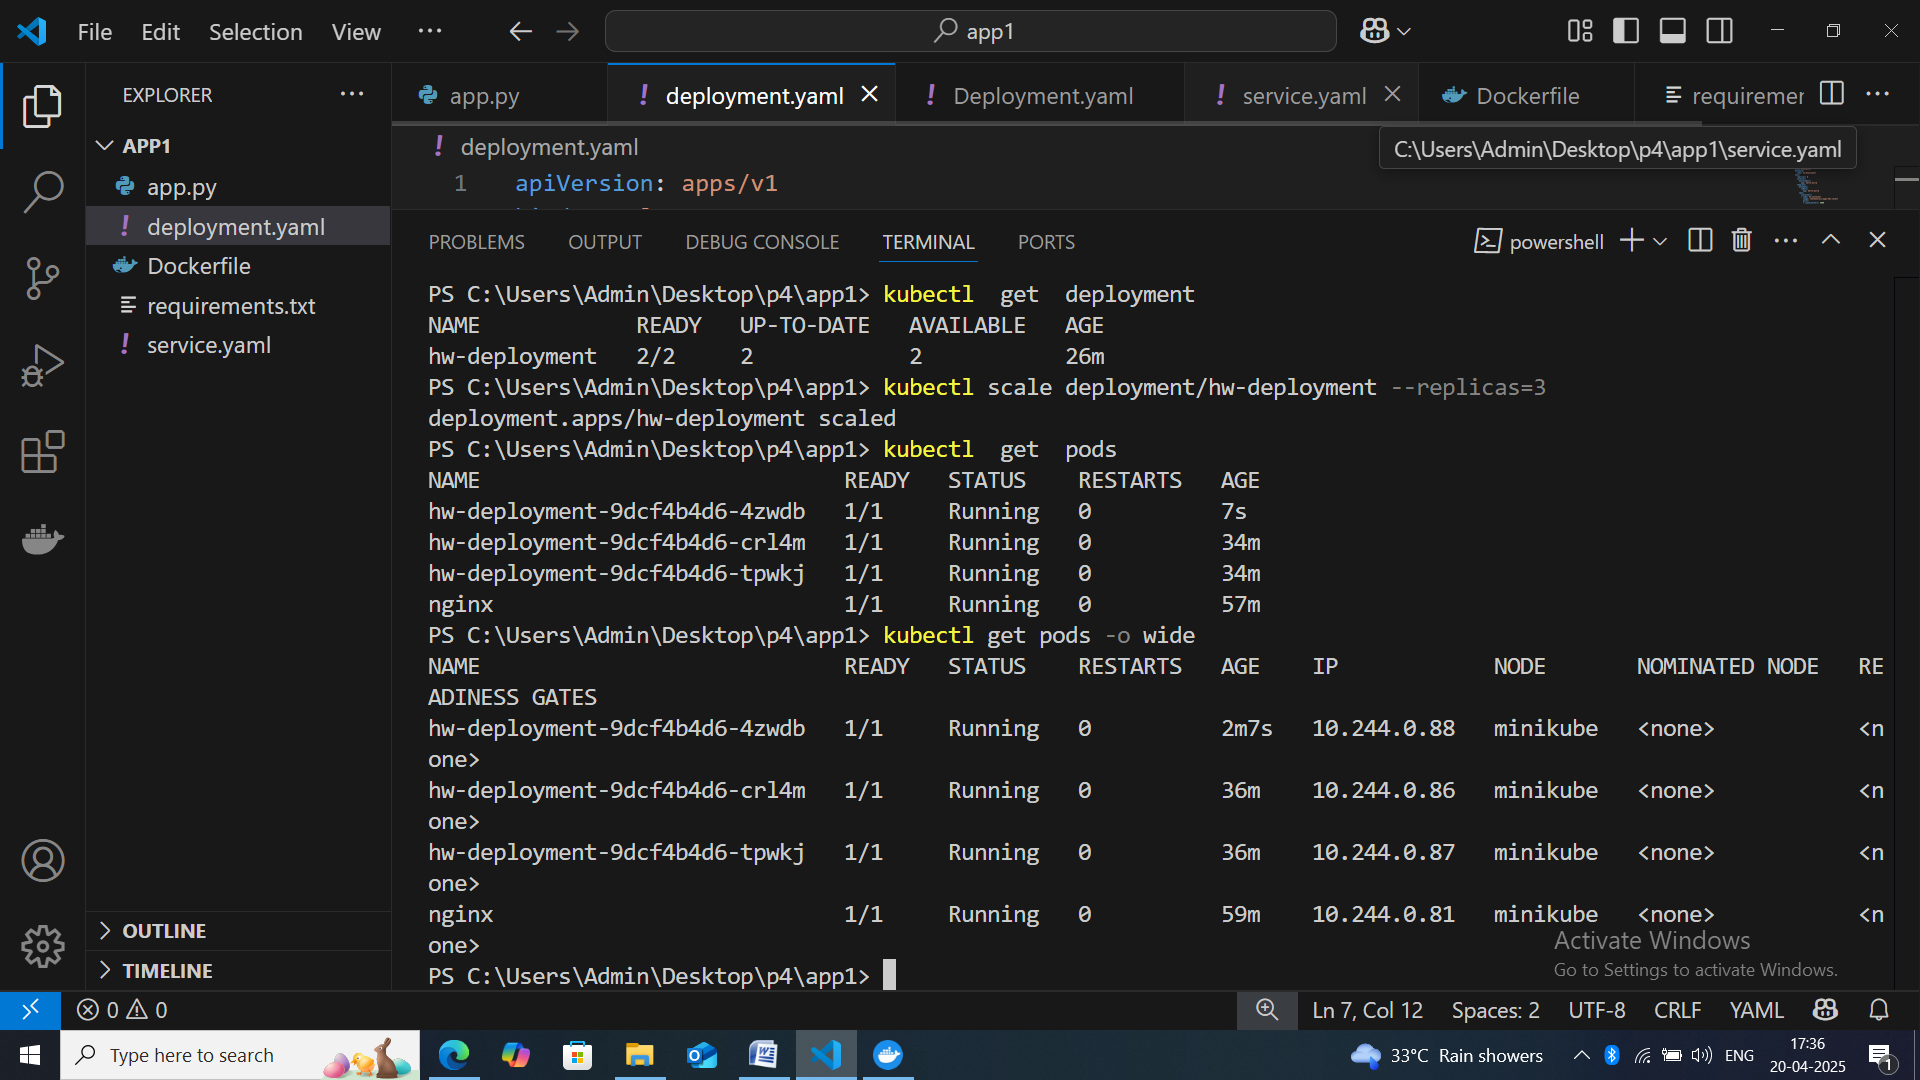 File Edit Selection View ··· app1
EXPLORER ···
app.py deployment.yaml Deployment.yaml service.yaml Dockerfile requiremer ···
APP1
app.py
deployment.yaml
Dockerfile
requirements.txt
service.yaml
OUTLINE
TIMELINE
! deployment.yaml
C:\Users\Admin\Desktop\p4\app1\service.yaml
1 apiVersion: apps/v1
PROBLEMS OUTPUT DEBUG CONSOLE TERMINAL PORTS powershell
PS C:\Users\Admin\Desktop\p4\app1> kubectl  get  deployment
NAME            READY   UP-TO-DATE   AVAILABLE   AGE
hw-deployment   2/2     2            2           26m
PS C:\Users\Admin\Desktop\p4\app1> kubectl scale deployment/hw-deployment --replicas=3
deployment.apps/hw-deployment scaled
PS C:\Users\Admin\Desktop\p4\app1> kubectl  get  pods
NAME                            READY   STATUS    RESTARTS   AGE
hw-deployment-9dcf4b4d6-4zwdb   1/1     Running   0          7s
hw-deployment-9dcf4b4d6-crl4m   1/1     Running   0          34m
hw-deployment-9dcf4b4d6-tpwkj   1/1     Running   0          34m
nginx                           1/1     Running   0          57m
PS C:\Users\Admin\Desktop\p4\app1> kubectl get pods -o wide
NAME                            READY   STATUS    RESTARTS   AGE    IP            NODE       NOMINATED NODE   RE
ADINESS GATES
hw-deployment-9dcf4b4d6-4zwdb   1/1     Running   0          2m7s   10.244.0.88   minikube   <none>           <n
one>
hw-deployment-9dcf4b4d6-crl4m   1/1     Running   0          36m    10.244.0.86   minikube   <none>           <n
one>
hw-deployment-9dcf4b4d6-tpwkj   1/1     Running   0          36m    10.244.0.87   minikube   <none>           <n
one>
nginx                           1/1     Running   0          59m    10.244.0.81   minikube   <none>           <n
one>
PS C:\Users\Admin\Desktop\p4\app1>
Activate Windows
Go to Settings to activate Windows.
0 0 Ln 7, Col 12 Spaces: 2 UTF-8 CRLF YAML
Type here to search 33°C Rain showers ENG 17:36
20-04-2025 1